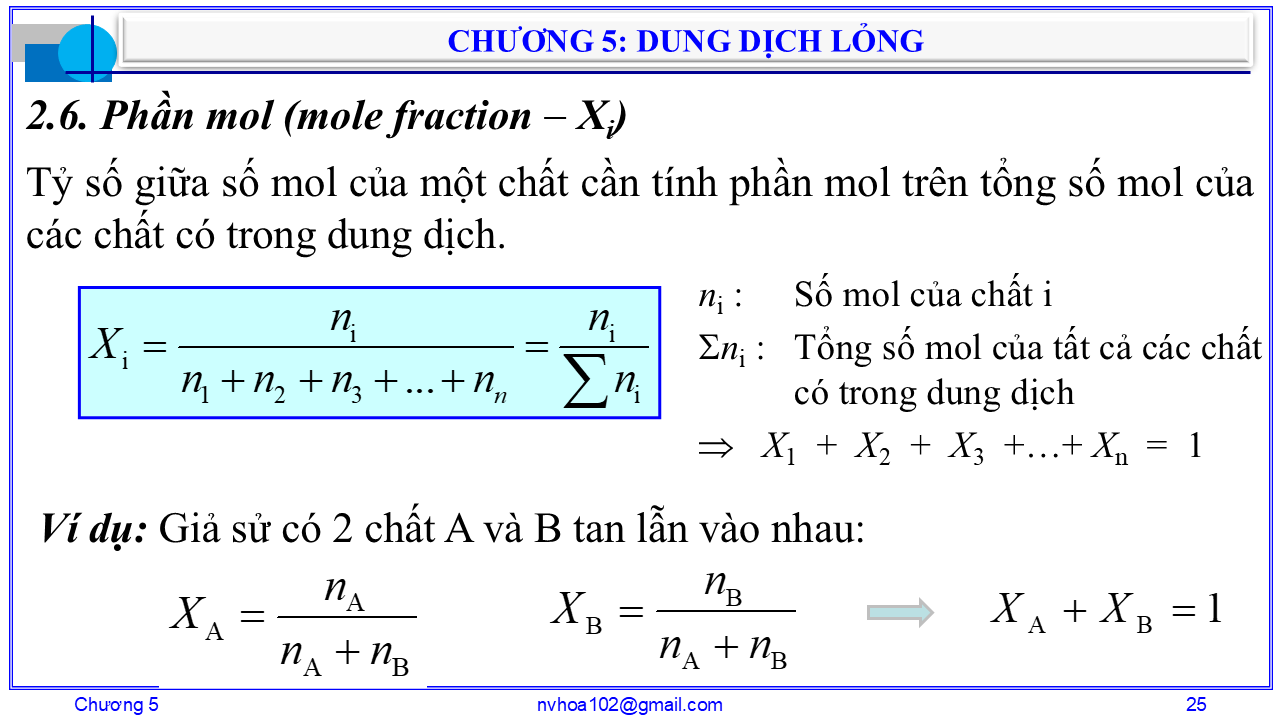 CHƯƠNG 5: DUNG DỊCH LỎNG
2.6. Phần mol (mole fraction – Xi)
Tỷ số giữa số mol của một chất cần tính phần mol trên tổng số mol của
các chất có trong dung dịch.
Xi = ni / (n1 + n2 + n3 + ... + nn) = ni / ∑ni
ni : Số mol của chất i
Σni : Tổng số mol của tất cả các chất
có trong dung dịch
⇒ X1 + X2 + X3 +…+ Xn = 1
Ví dụ: Giả sử có 2 chất A và B tan lẫn vào nhau:
XA = nA / (nA + nB) XB = nB / (nA + nB) XA + XB = 1
Chương 5 nvhoa102@gmail.com 25